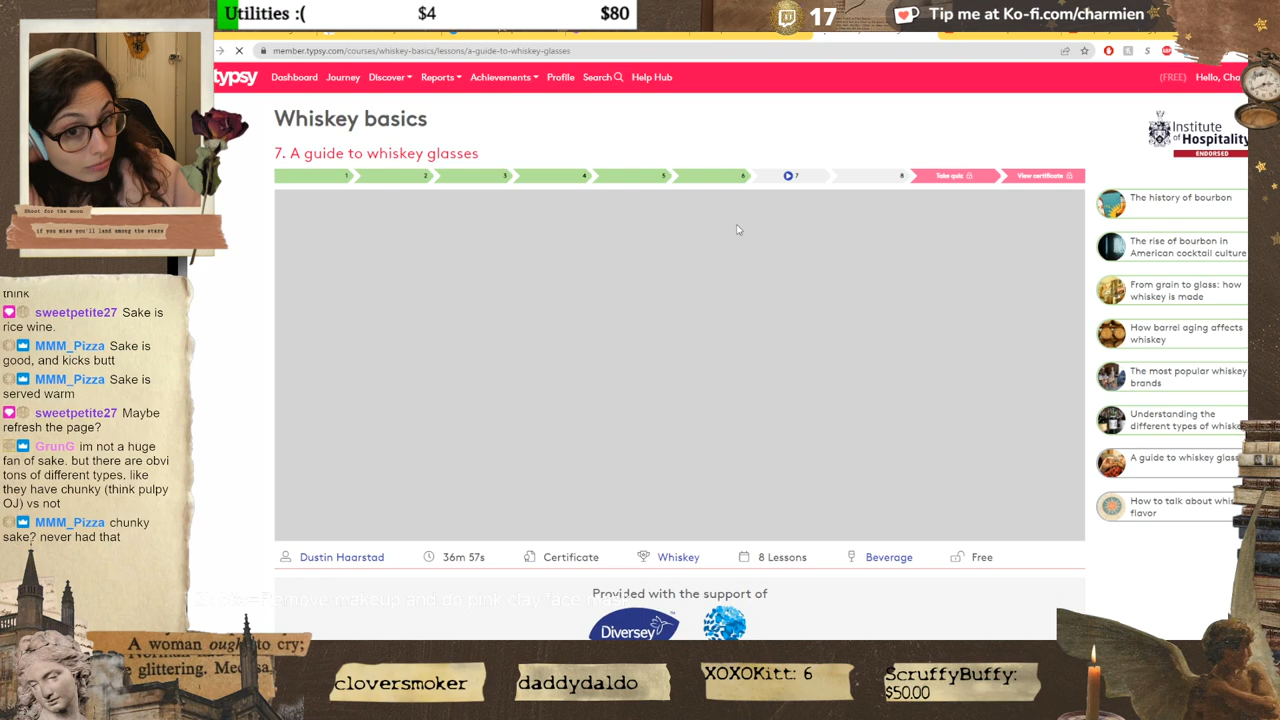 Utilities :(
$4
$80
17
Tip me at Ko-fi.com/charmien
member.typsy.com/courses/whiskey-basics/lessons/a-guide-to-whiskey-glasses
typsy
Dashboard
Journey
Discover
Reports
Achievements
Profile
Search
Help Hub
(FREE)
Hello, Cha
Whiskey basics
7. A guide to whiskey glasses
Institute
of Hospitality
ENDORSED
1
2
3
4
5
6
7
8
Take quiz
View certificate
The history of bourbon
The rise of bourbon in
American cocktail culture
From grain to glass: how
whiskey is made
How barrel aging affects
whiskey
The most popular whiskey
brands
Understanding the
different types of whiske
A guide to whiskey glass
How to talk about whis
flavor
Shoot for the moon
if you miss you'll land among the stars
think
sweetpetite27 Sake is
rice wine.
MMM_Pizza Sake is
good, and kicks butt
MMM_Pizza Sake is
served warm
sweetpetite27 Maybe
refresh the page?
GrunG im not a huge
fan of sake. but there are obvi
tons of different types. like
they have chunky (think pulpy
OJ) vs not
MMM_Pizza chunky
sake? never had that
Dustin Haarstad
36m 57s
Certificate
Whiskey
8 Lessons
Beverage
Free
Provided with the support of
Remove makeup and do pink clay face
Diversey
A woman ought to cry;
glittering.
cloversmoker
daddydaldo
XOXOKitt: 6
ScruffyBuffy:
$50.00